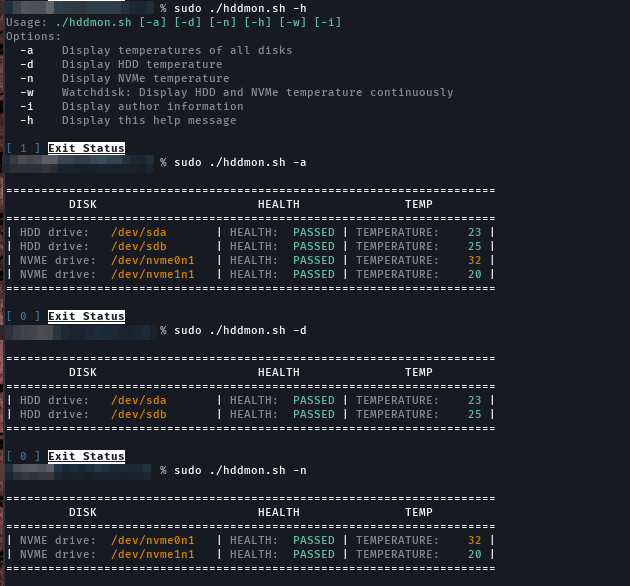 % sudo ./hddmon.sh -h
Usage: ./hddmon.sh [-a] [-d] [-n] [-h] [-w] [-i]
Options:
  -a    Display temperatures of all disks
  -d    Display HDD temperature
  -n    Display NVMe temperature
  -w    Watchdisk: Display HDD and NVMe temperature continuously
  -i    Display author information
  -h    Display this help message
[ 1 ] Exit Status
% sudo ./hddmon.sh -a
======================================================================
         DISK                       HEALTH               TEMP
======================================================================
| HDD drive:   /dev/sda       | HEALTH:  PASSED | TEMPERATURE:    23 |
| HDD drive:   /dev/sdb       | HEALTH:  PASSED | TEMPERATURE:    25 |
| NVME drive:  /dev/nvme0n1   | HEALTH:  PASSED | TEMPERATURE:    32 |
| NVME drive:  /dev/nvme1n1   | HEALTH:  PASSED | TEMPERATURE:    20 |
======================================================================
[ 0 ] Exit Status
% sudo ./hddmon.sh -d
======================================================================
         DISK                       HEALTH               TEMP
======================================================================
| HDD drive:   /dev/sda       | HEALTH:  PASSED | TEMPERATURE:    23 |
| HDD drive:   /dev/sdb       | HEALTH:  PASSED | TEMPERATURE:    25 |
======================================================================
[ 0 ] Exit Status
% sudo ./hddmon.sh -n
======================================================================
         DISK                       HEALTH               TEMP
======================================================================
| NVME drive:  /dev/nvme0n1   | HEALTH:  PASSED | TEMPERATURE:    32 |
| NVME drive:  /dev/nvme1n1   | HEALTH:  PASSED | TEMPERATURE:    20 |
======================================================================